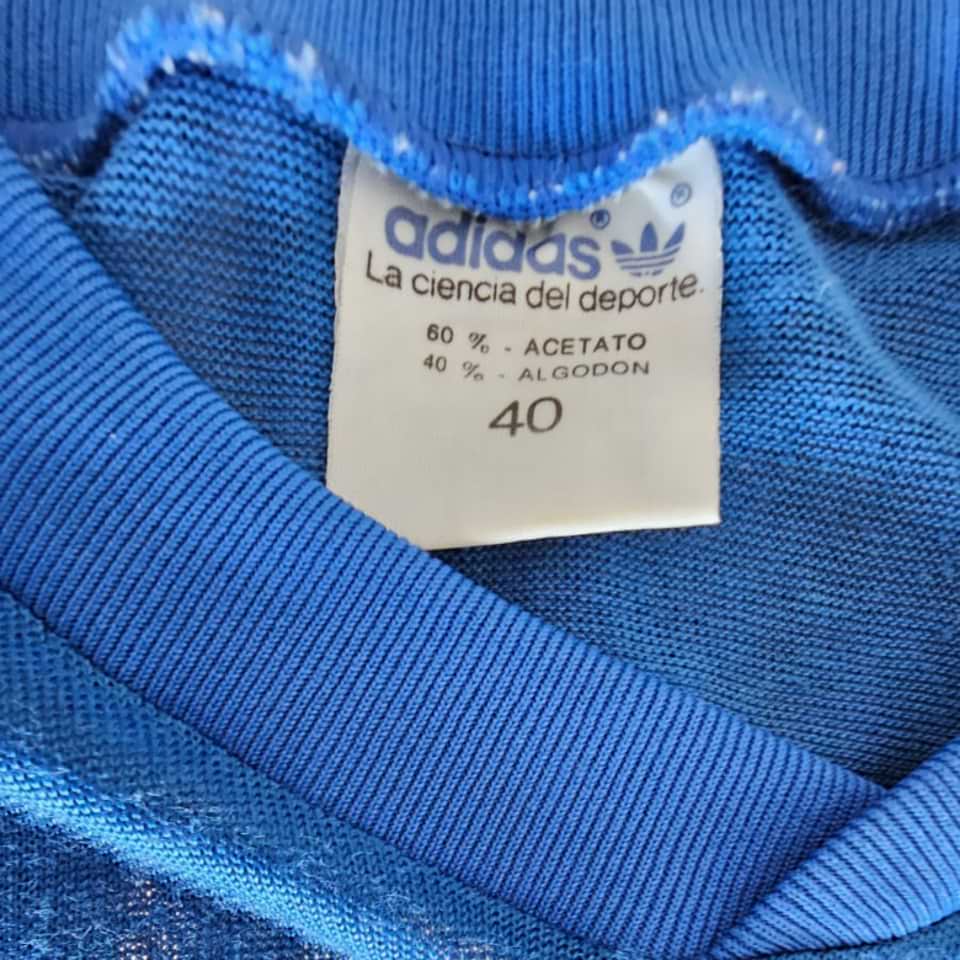 adidas®
®
La ciencia del deporte.
60 % - ACETATO
40 % - ALGODON
40